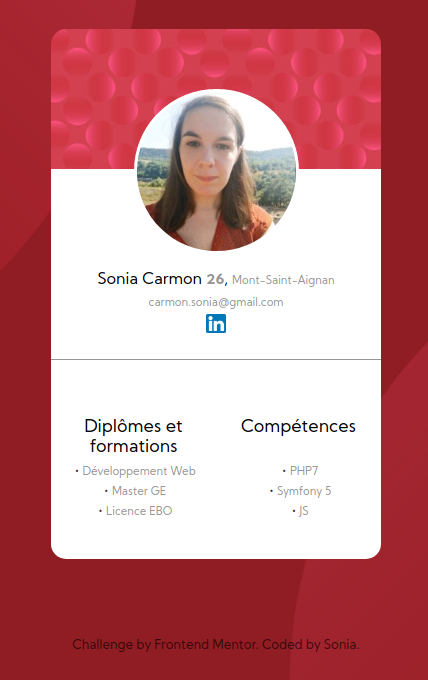 Sonia Carmon 26, Mont-Saint-Aignan
carmon.sonia@gmail.com
in
Diplômes et
formations
• Développement Web
• Master GE
• Licence EBO
Compétences
• PHP7
• Symfony 5
• JS
Challenge by Frontend Mentor. Coded by Sonia.